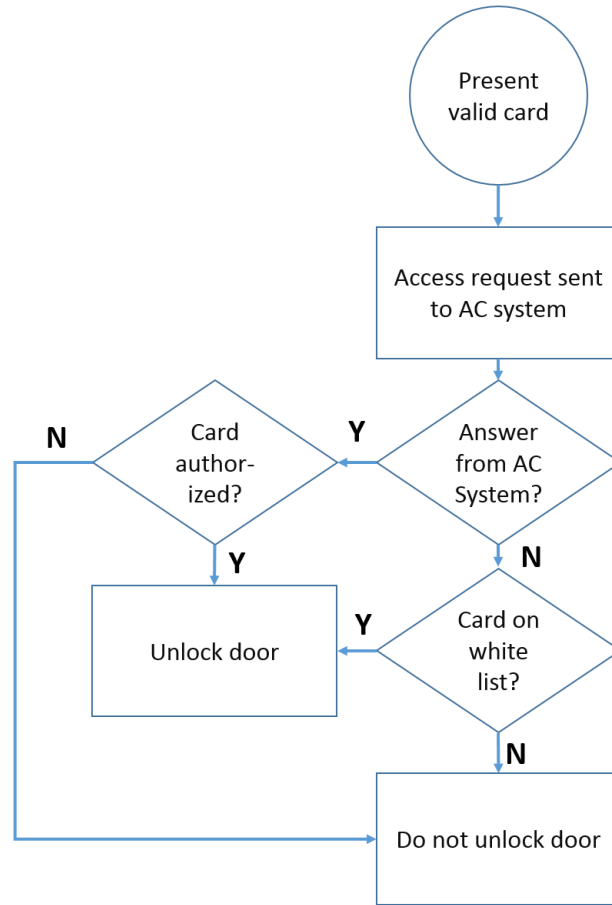 Present
valid card
Access request sent
to AC system
N
Card
author-
ized?
Y
Answer
from AC
System?
Y
N
Unlock door
Y
Card on
white
list?
N
Do not unlock door